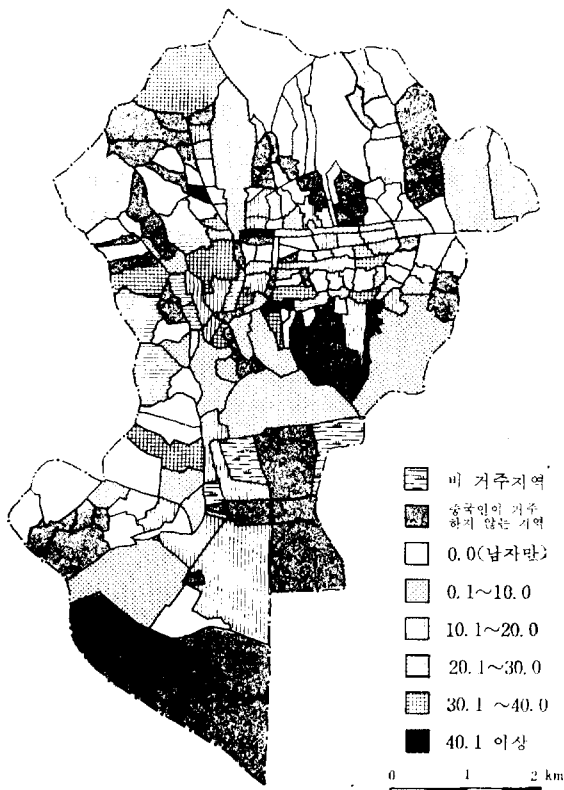 비 거주지역
중국인이 거주
하지 않는 지역
0.0(남자만)
0.1~10.0
10.1~20.0
20.1~30.0
30.1 ~40.0
40.1 이상
0 1 2 km